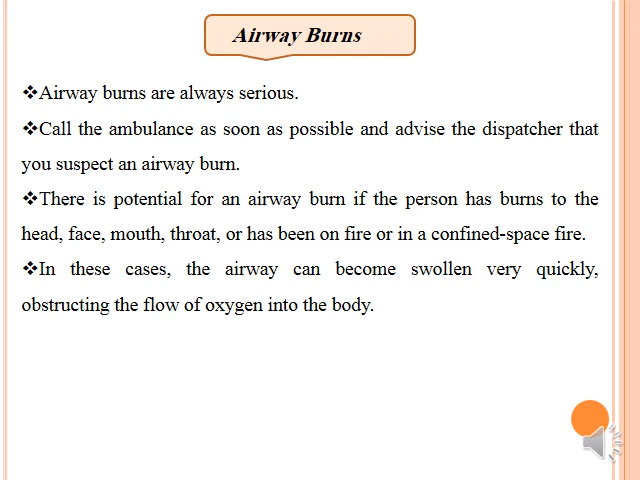 Airway Burns
❖Airway burns are always serious.
❖Call the ambulance as soon as possible and advise the dispatcher that
you suspect an airway burn.
❖There is potential for an airway burn if the person has burns to the
head, face, mouth, throat, or has been on fire or in a confined-space fire.
❖In these cases, the airway can become swollen very quickly,
obstructing the flow of oxygen into the body.